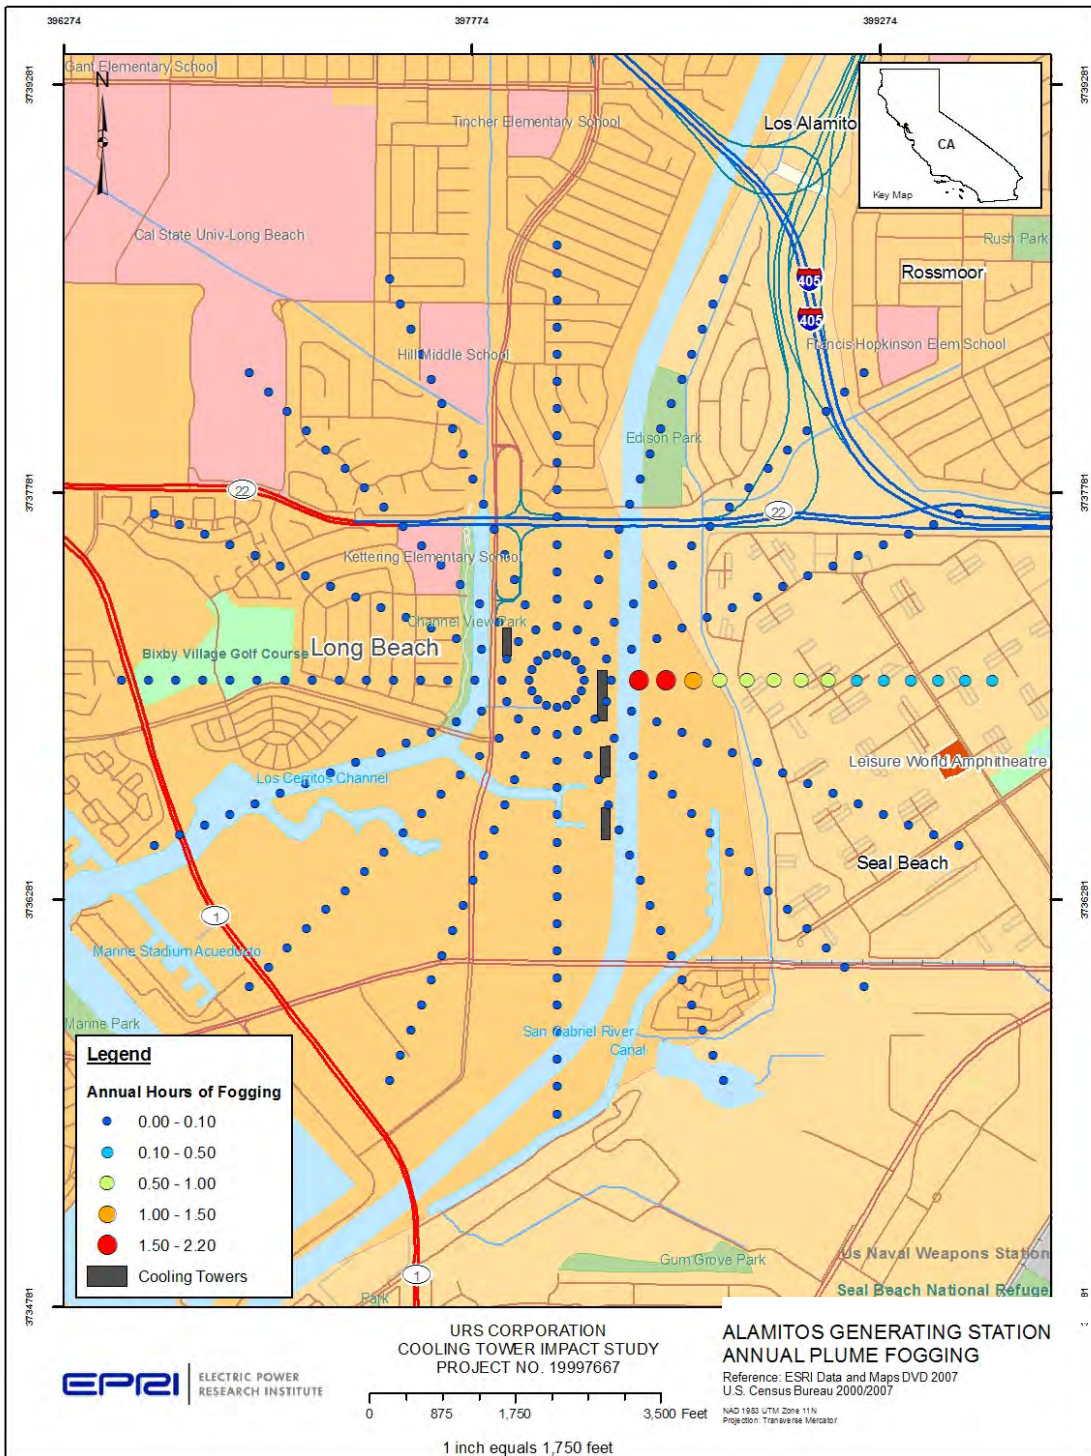 396274
397774
399274
3739281
3739281
Gant Elementary School
N
Tincher Elementary School
Los Alamito
CA
Key Map
Cal State Univ-Long Beach
Rush Park
Rossmoor
405
405
Hill Middle School
Francis Hopkinson Elem School
Edison Park
3737781
3737781
22
22
Kettering Elementary School
Channel View Park
Long Beach
Bixby Village Golf Course
Leisure World Amphitheatre
Los Cerritos Channel
Seal Beach
3736281
3736281
1
Marine Stadium Acueducto
Marine Park
San Gabriel River
Canal
Legend
Annual Hours of Fogging
0.00 - 0.10
0.10 - 0.50
0.50 - 1.00
1.00 - 1.50
1.50 - 2.20
Cooling Towers
Us Naval Weapons Station
Gum Grove Park
1
Seal Beach National Refuge
Park
3734781
81
URS CORPORATION
COOLING TOWER IMPACT STUDY
PROJECT NO. 19997667
ALAMITOS GENERATING STATION
ANNUAL PLUME FOGGING
Reference: ESRI Data and Maps DVD 2007
U.S. Census Bureau 2000/2007
NAD 1983 UTM Zone 11N
Projection: Transverse Mercator
EPRI
ELECTRIC POWER
RESEARCH INSTITUTE
0 875 1,750 3,500 Feet
1 inch equals 1,750 feet